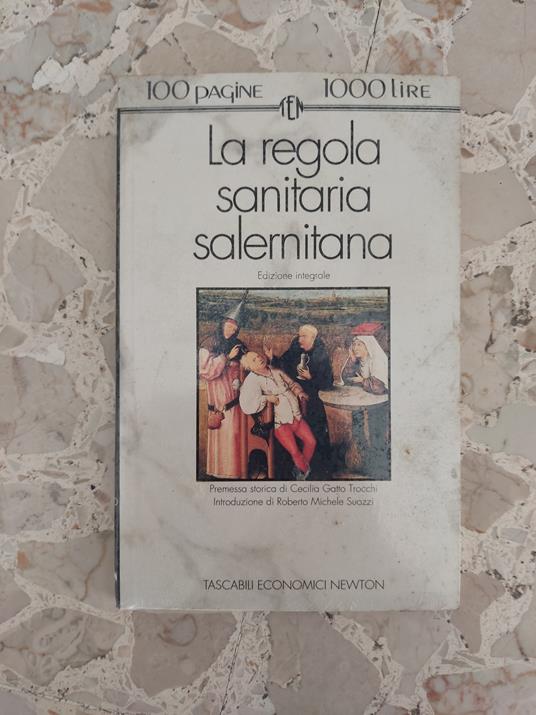 100 pagine 1000 lire
TEN
La regola
sanitaria
salernitana
Edizione integrale
Premessa storica di Cecilia Gatto Trocchi
Introduzione di Roberto Michele Suozzi
TASCABILI ECONOMICI NEWTON